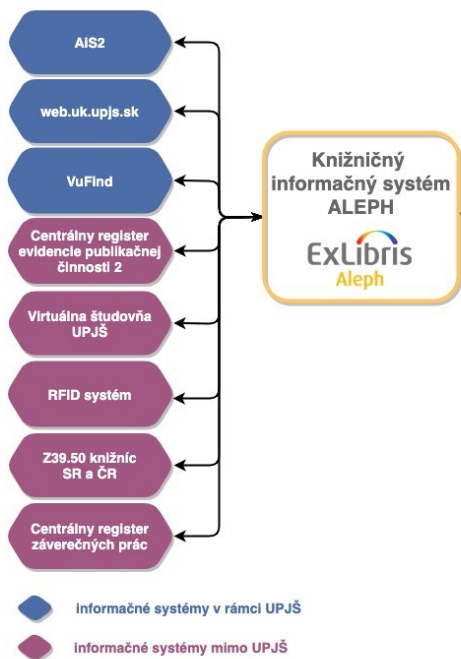 AiS2
web.uk.upjs.sk
VuFind
Centrálny register
evidencie publikačnej
činnosti 2
Virtuálna študovňa
UPJŠ
RFID systém
Z39.50 knižníc
SR a ČR
Centrálny register
záverečných prác
Knižničný
informačný systém
ALEPH
ExLibris
Aleph
informačné systémy v rámci UPJŠ
informačné systémy mimo UPJŠ